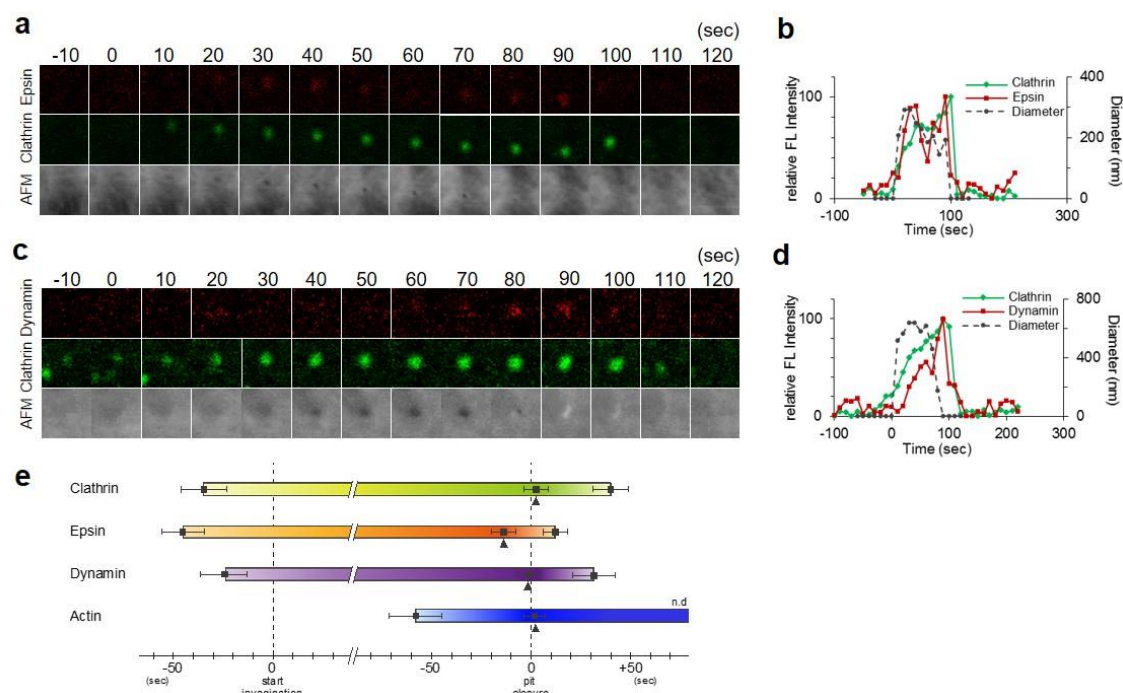 a
(sec)
-10 0 10 20 30 40 50 60 70 80 90 100 110 120
Epsin
Clathrin
AFM
b
Clathrin
Epsin
Diameter
relative FL Intensity
100
0
400
200
0
Diameter (nm)
-100 100 300
Time (sec)
c
(sec)
-10 0 10 20 30 40 50 60 70 80 90 100 110 120
Dynamin
Clathrin
AFM
d
Clathrin
Dynamin
Diameter
relative FL Intensity
100
0
800
400
0
Diameter (nm)
-100 0 100 200 300
Time (sec)
e
Clathrin
Epsin
Dynamin
Actin
n.d
-50 0 -50 0 +50
(sec) start pit (sec)
invagination closure